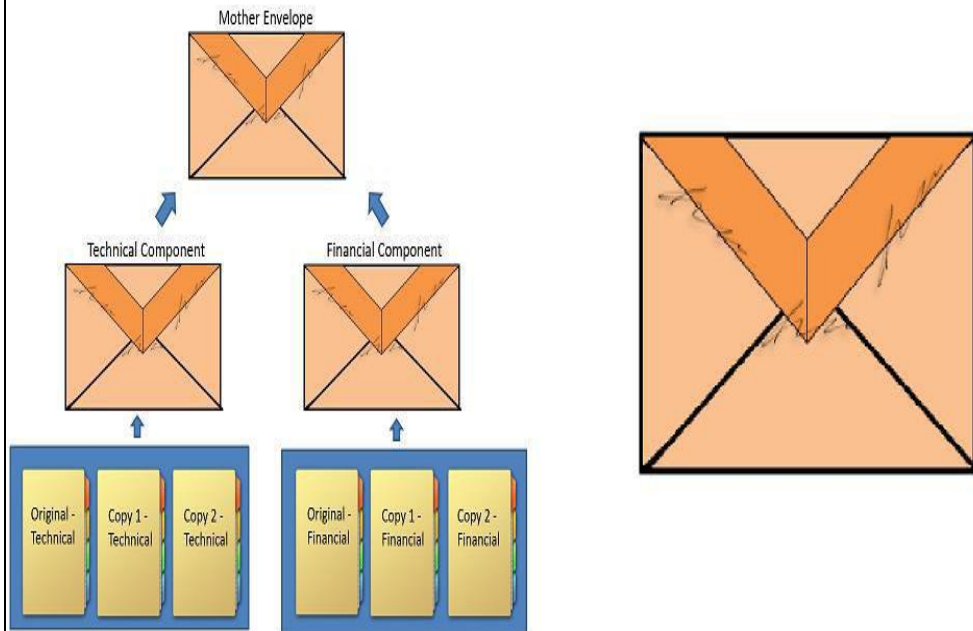 Mother Envelope
Technical Component
Financial Component
Original -
Technical
Copy 1 -
Technical
Copy 2 -
Technical
Original -
Financial
Copy 1 -
Financial
Copy 2 -
Financial